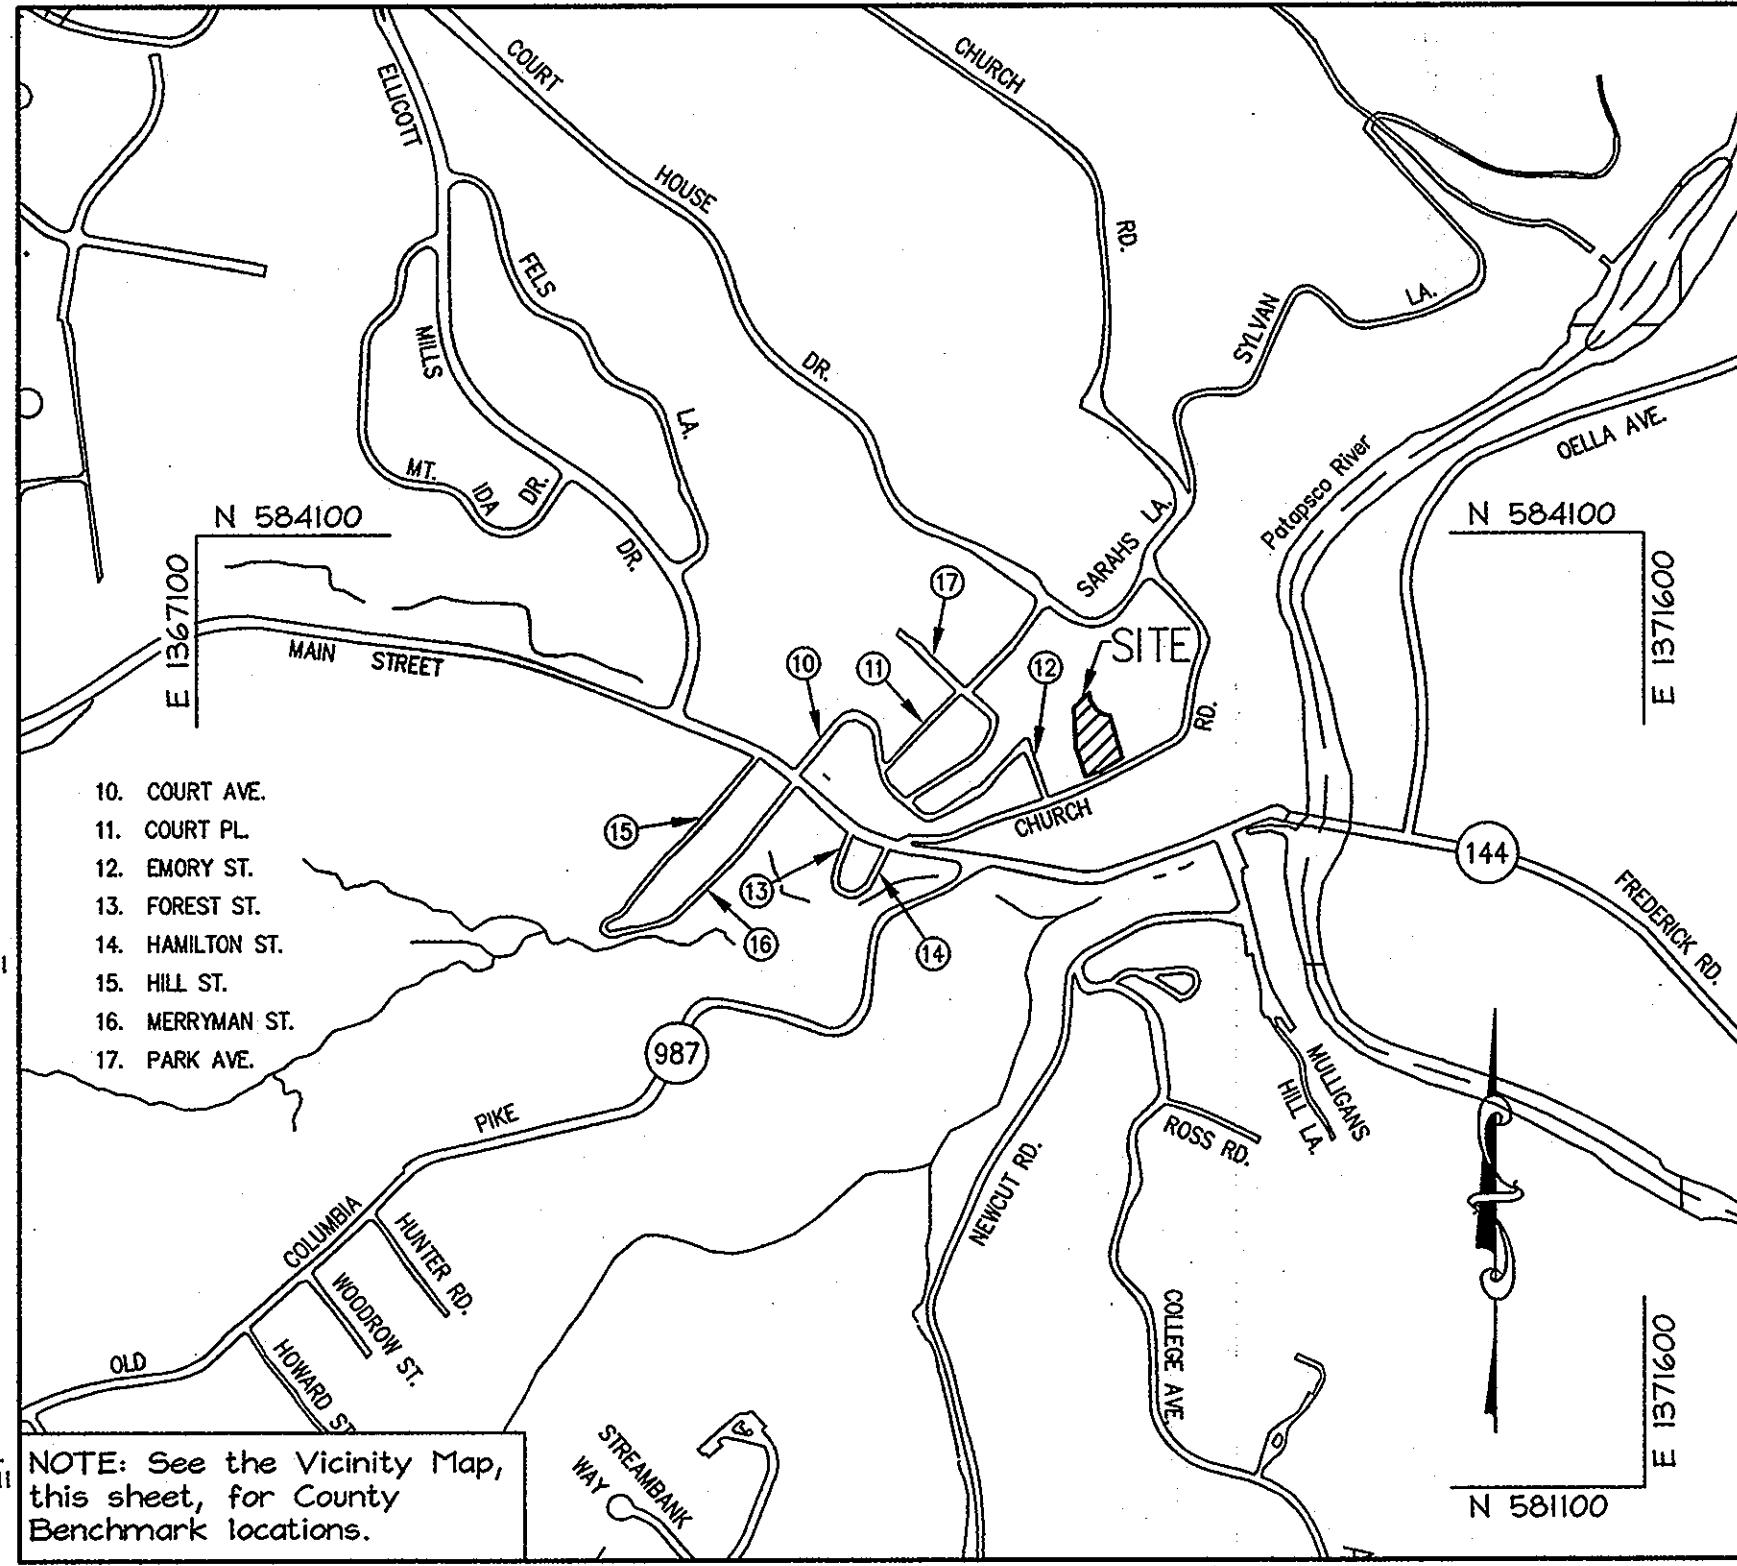 COURT
HOUSE
DR.
CHURCH
RD.
ELLICOTT
MILLS
DR.
FELS
LA.
MT.
IDA
DR.
SYLVAN
LA.
SARAHS LA.
Patapsco River
OELLA AVE.
N 584100
E 1367100
N 584100
E 1371600
MAIN STREET
17
10
11
12
SITE
RD.
CHURCH
10. COURT AVE.
11. COURT PL.
12. EMORY ST.
13. FOREST ST.
14. HAMILTON ST.
15. HILL ST.
16. MERRYMAN ST.
17. PARK AVE.
15
13
16
14
144
FREDERICK RD.
987
MULLIGANS
HILL LA.
ROSS RD.
NEWCUT RD.
COLLEGE AVE.
OLD
COLUMBIA
PIKE
HUNTER RD.
WOODROW ST.
HOWARD ST.
STREAMBANK
WAY
E 1371600
N 581100
NOTE: See the Vicinity Map,
this sheet, for County
Benchmark locations.